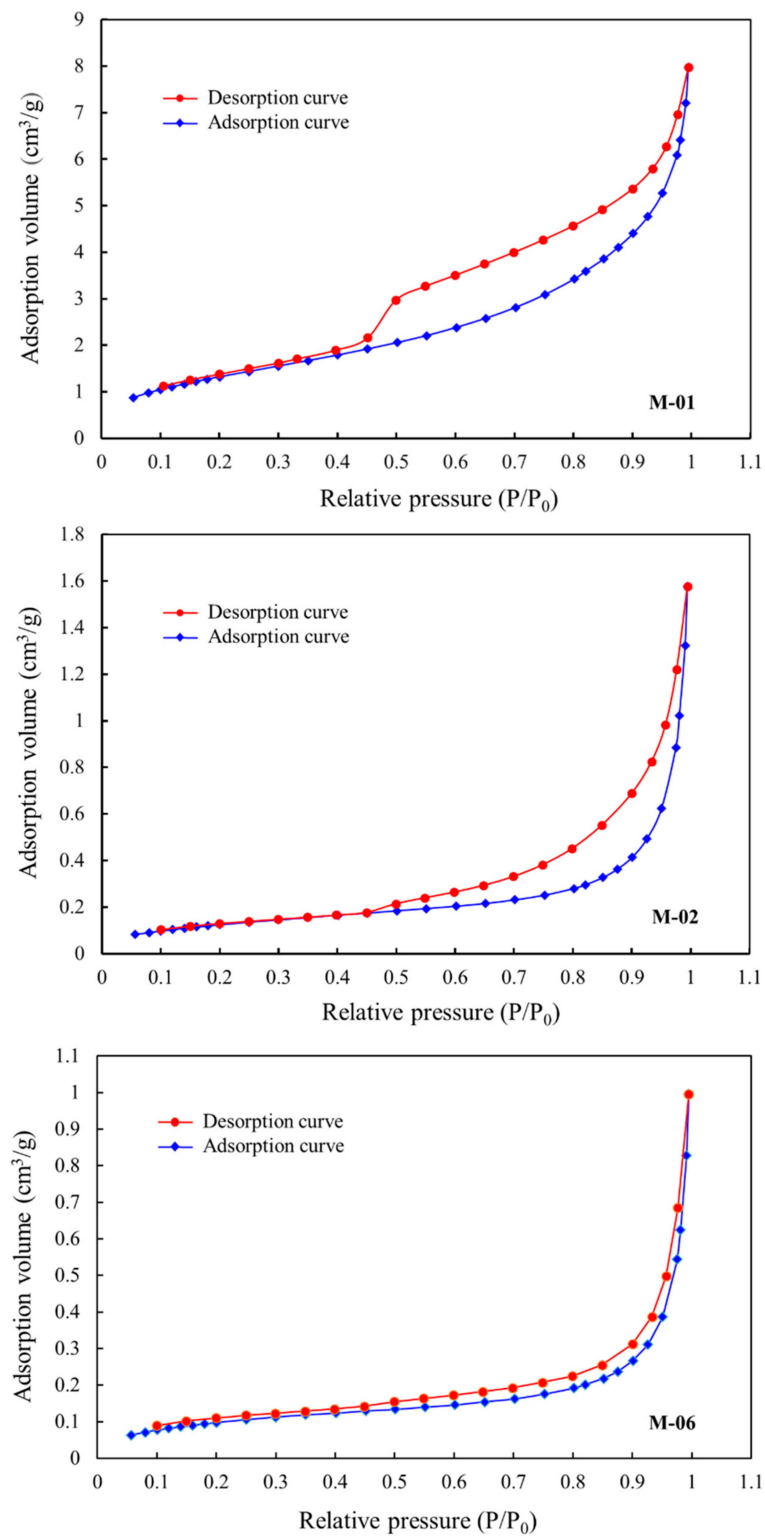 9
8
7
6
5
4
3
2
1
0
Adsorption volume (cm³/g)
Desorption curve
Adsorption curve
M-01
0 0.1 0.2 0.3 0.4 0.5 0.6 0.7 0.8 0.9 1 1.1
Relative pressure (P/P₀)
1.8
1.6
1.4
1.2
1
0.8
0.6
0.4
0.2
0
Adsorption volume (cm³/g)
Desorption curve
Adsorption curve
M-02
0 0.1 0.2 0.3 0.4 0.5 0.6 0.7 0.8 0.9 1 1.1
Relative pressure (P/P₀)
1.1
1
0.9
0.8
0.7
0.6
0.5
0.4
0.3
0.2
0.1
0
Adsorption volume (cm³/g)
Desorption curve
Adsorption curve
M-06
0 0.1 0.2 0.3 0.4 0.5 0.6 0.7 0.8 0.9 1 1.1
Relative pressure (P/P₀)